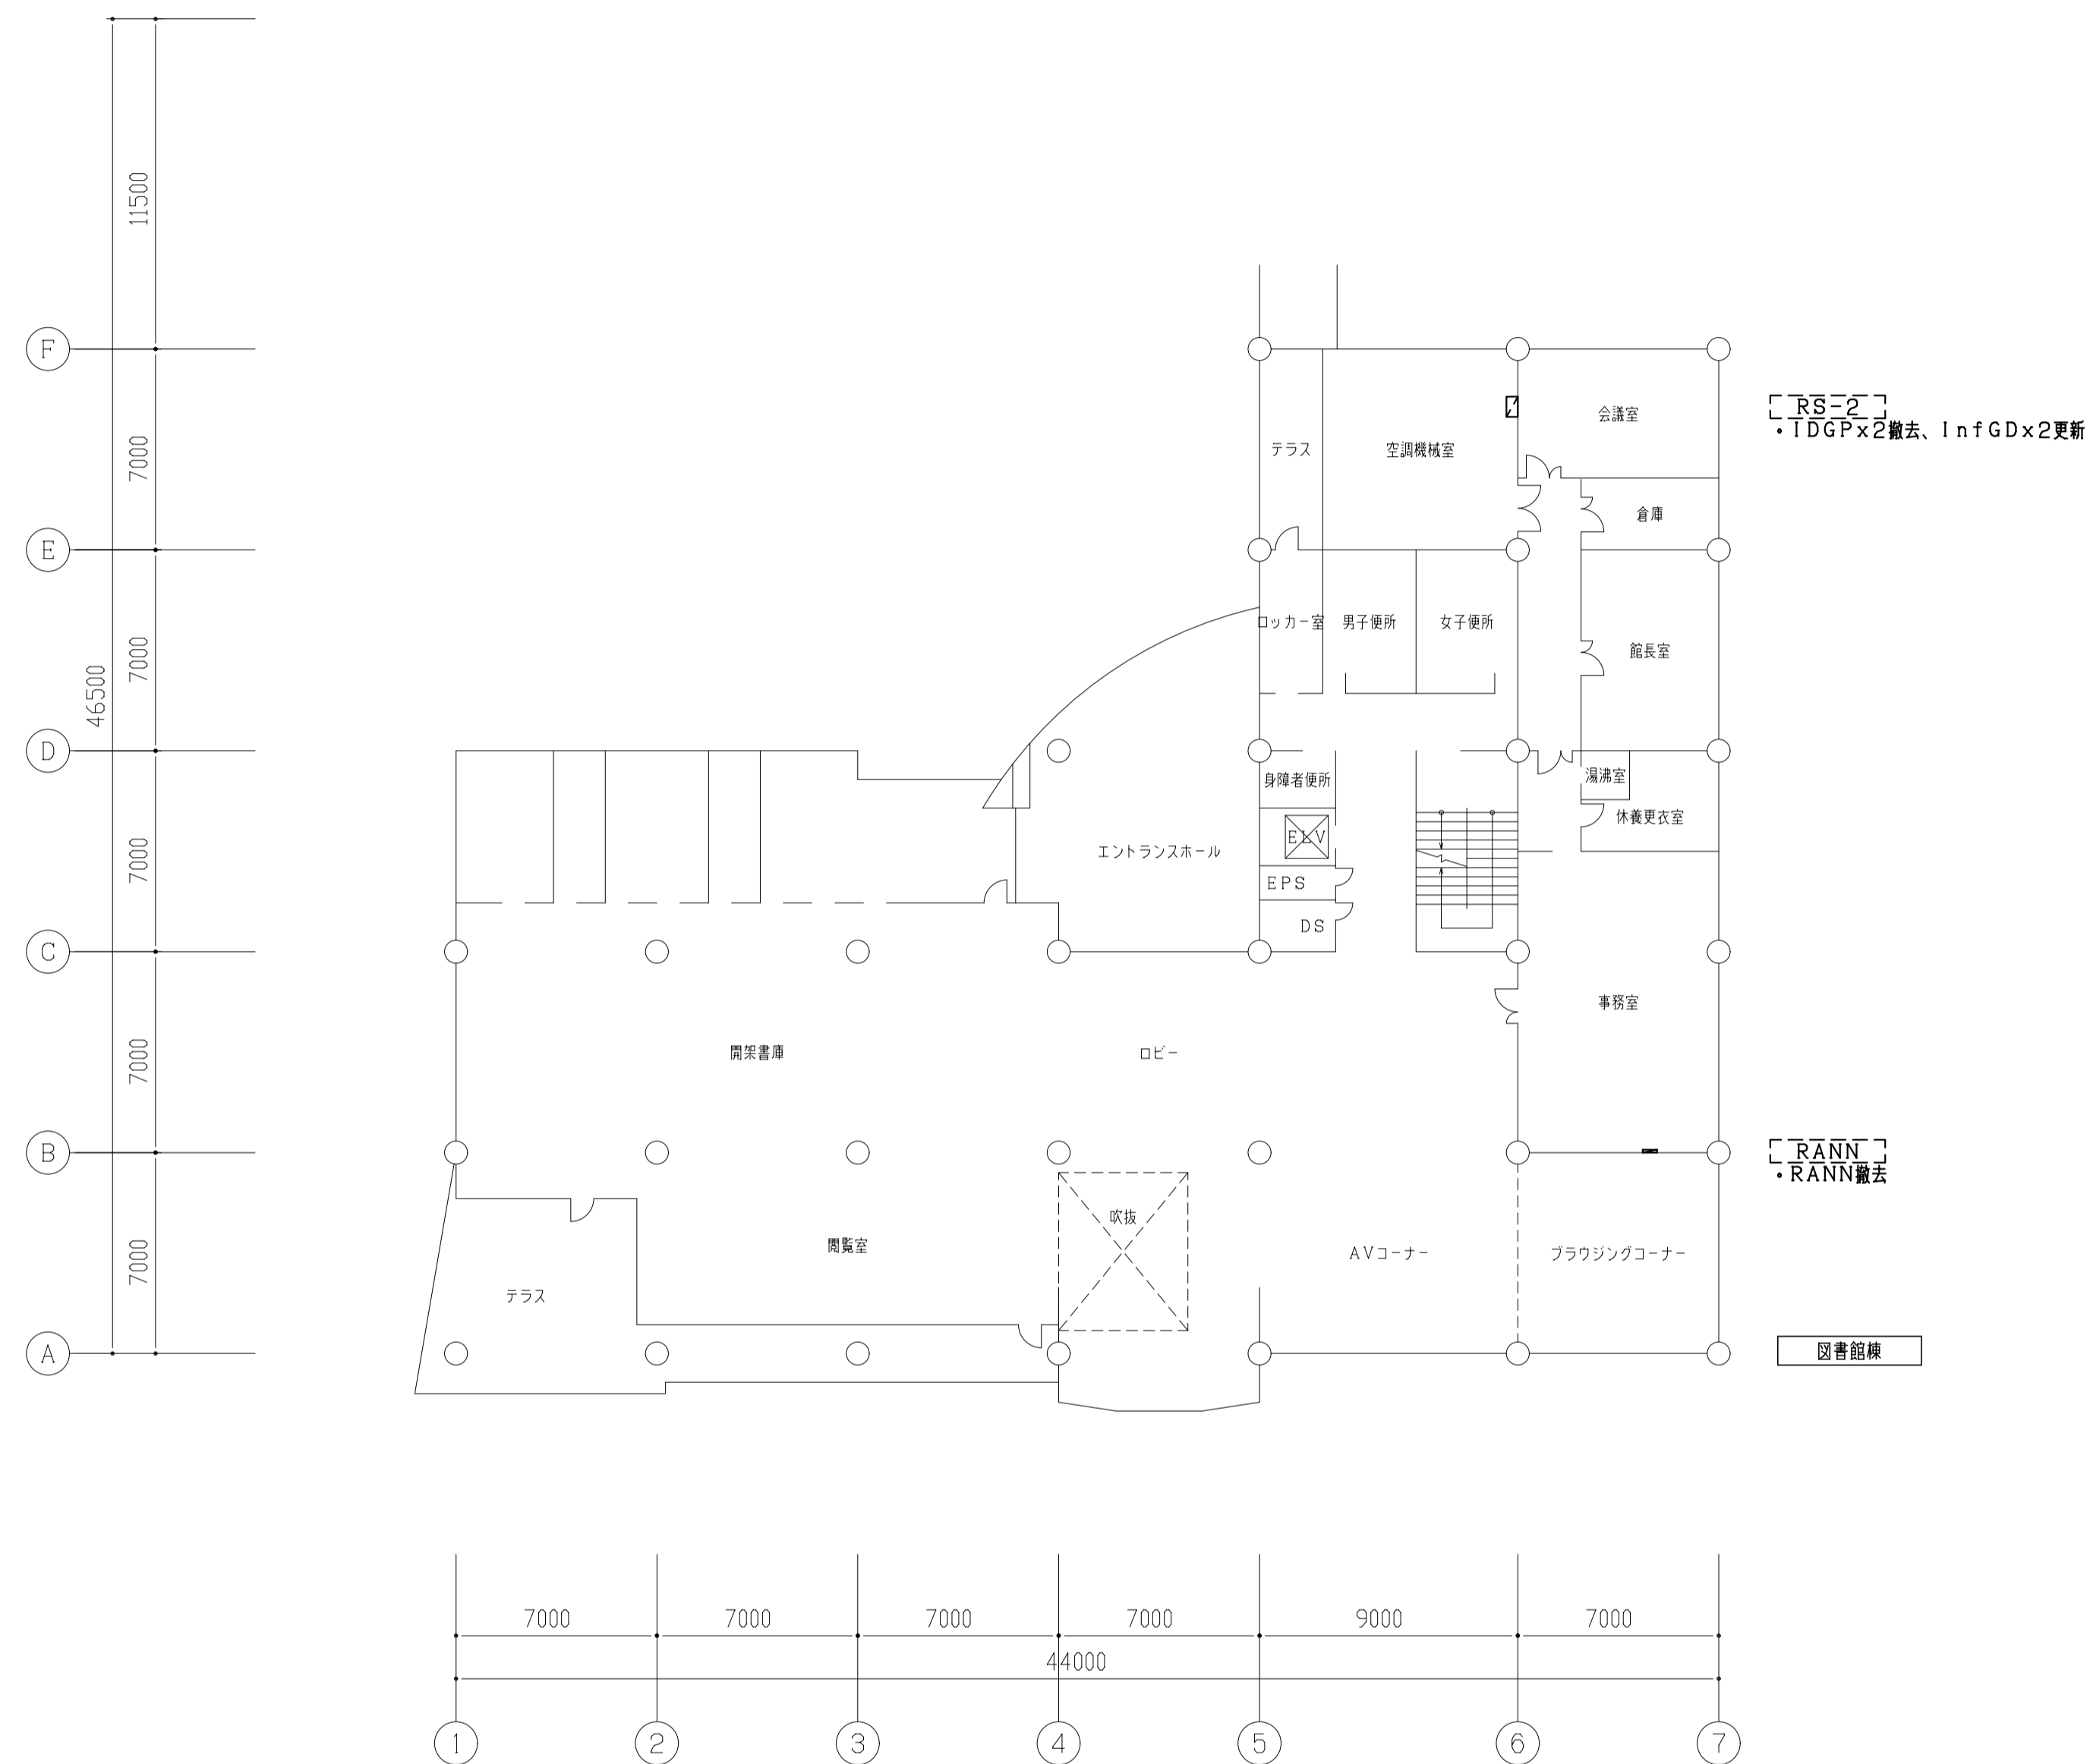 11500
F
会議室
RS-2
・IDGPx2撤去、InfGDx2更新
テラス
空調機械室
7000
倉庫
E
ロッカー室
男子便所
女子便所
館長室
7000
46500
D
身障者便所
湯沸室
休養更衣室
ELV
エントランスホール
7000
EPS
DS
C
事務室
開架書庫
ロビー
7000
B
RANN
・RANN撤去
吹抜
閲覧室
AVコーナー
ブラウジングコーナー
7000
テラス
A
図書館棟
7000 7000 7000 7000 9000 7000
44000
1 2 3 4 5 6 7